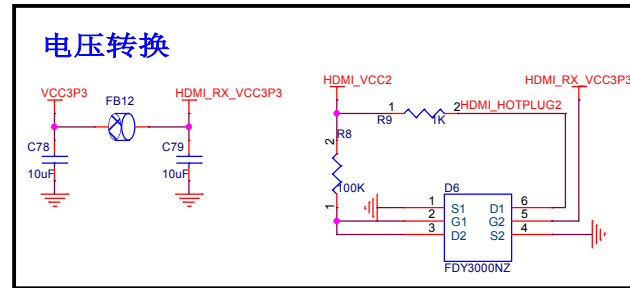 电压转换
VCC3P3
FB12
HDMI_RX_VCC3P3
C78
10uF
C79
10uF
HDMI_VCC2
HDMI_RX_VCC3P3
1
2
HDMI_HOTPLUG2
R9
1K
2
R8
100K
1
D6
1
S1
D1
6
2
G1
G2
5
3
D2
S2
4
FDY3000NZ